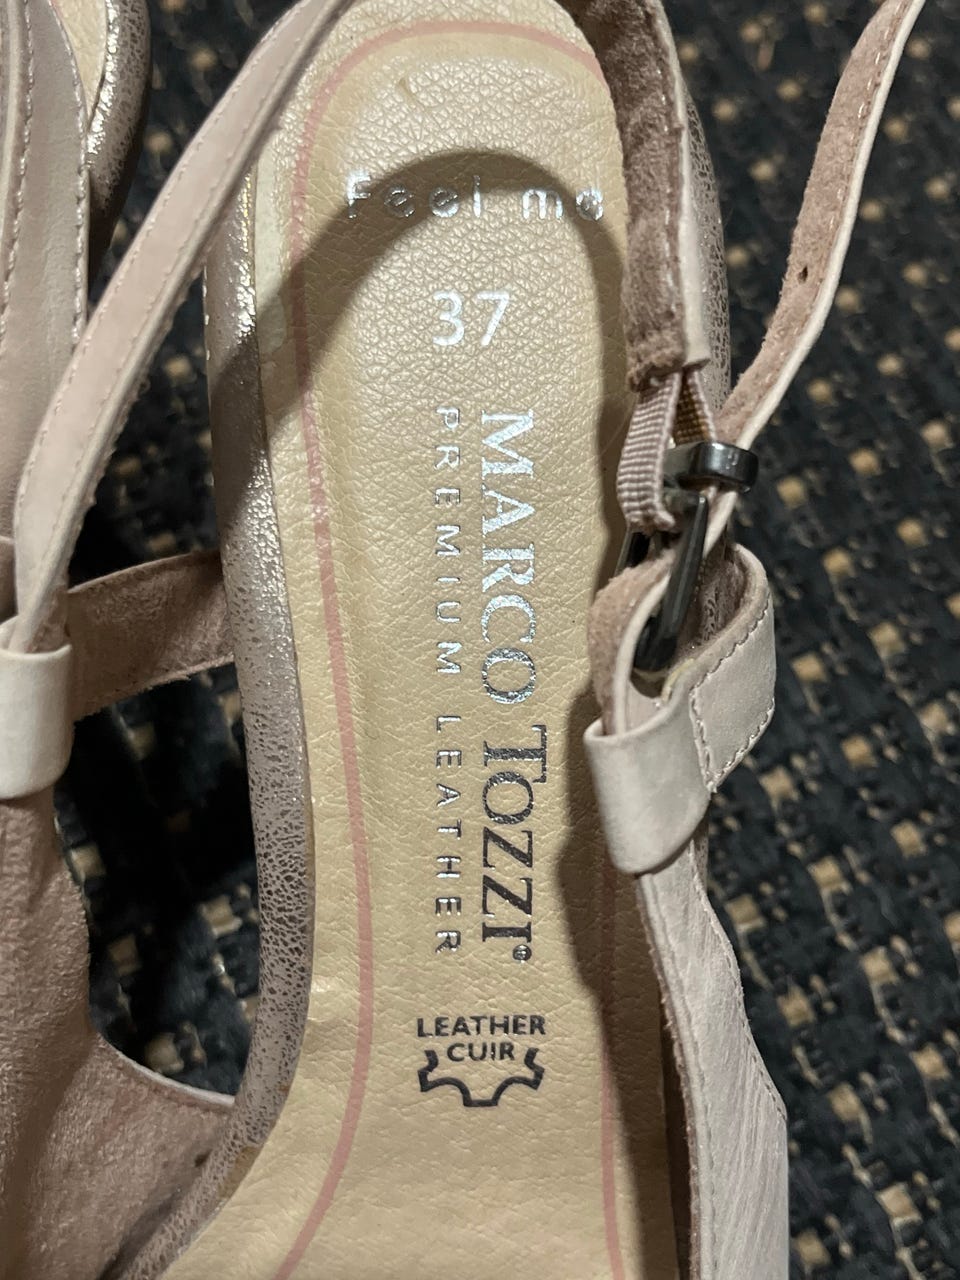 Feel me
37
MARCO TOZZI®
PREMIUM LEATHER
LEATHER
CUIR